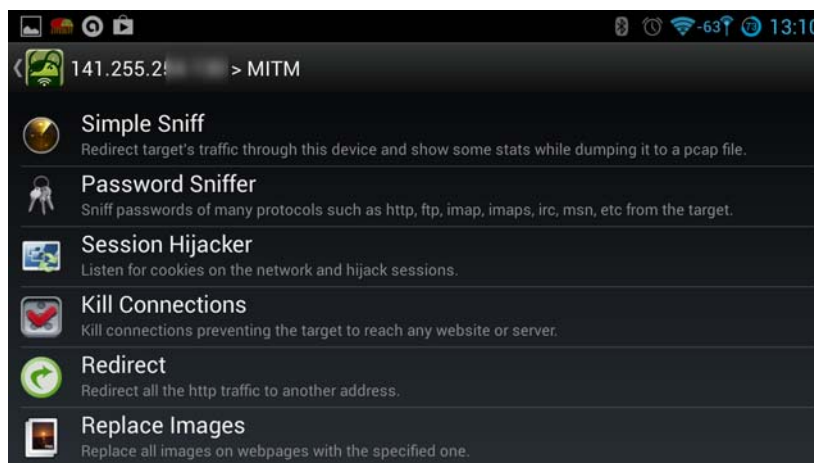 -63 73 13:10
141.255.2 > MITM
Simple Sniff
Redirect target's traffic through this device and show some stats while dumping it to a pcap file.
Password Sniffer
Sniff passwords of many protocols such as http, ftp, imap, imaps, irc, msn, etc from the target.
Session Hijacker
Listen for cookies on the network and hijack sessions.
Kill Connections
Kill connections preventing the target to reach any website or server.
Redirect
Redirect all the http traffic to another address.
Replace Images
Replace all images on webpages with the specified one.